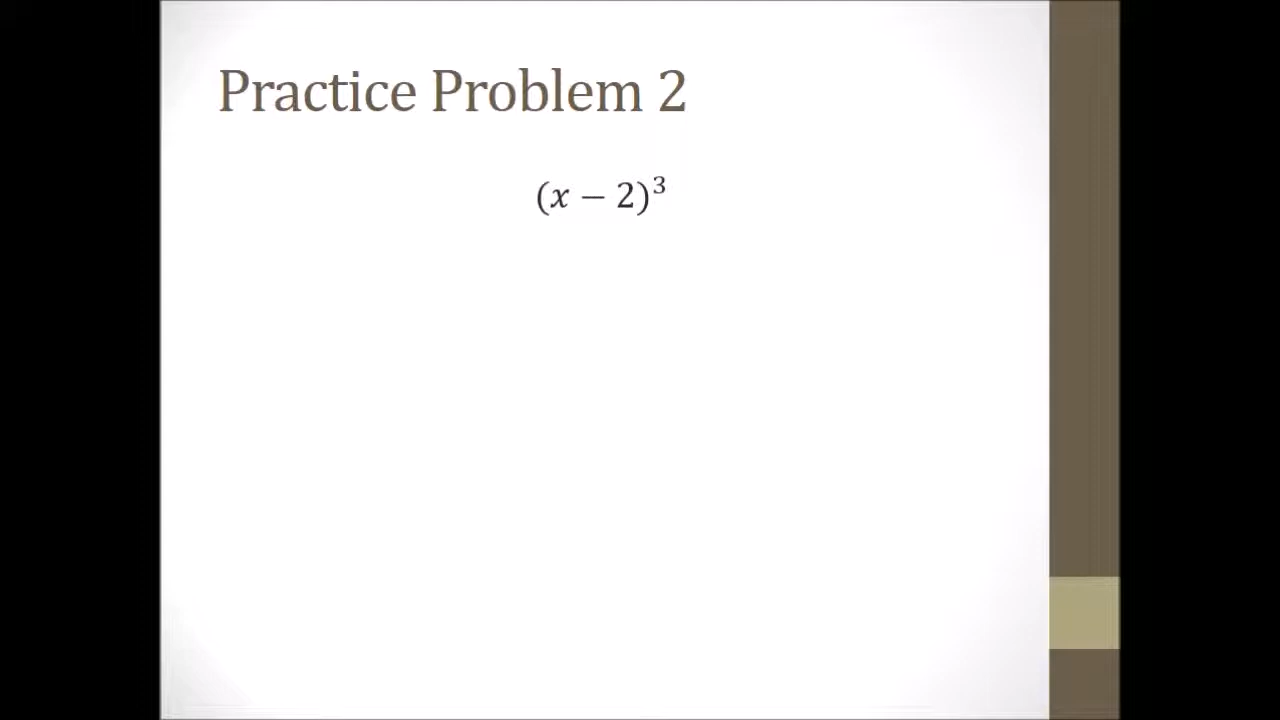 Practice Problem 2
(x − 2)³